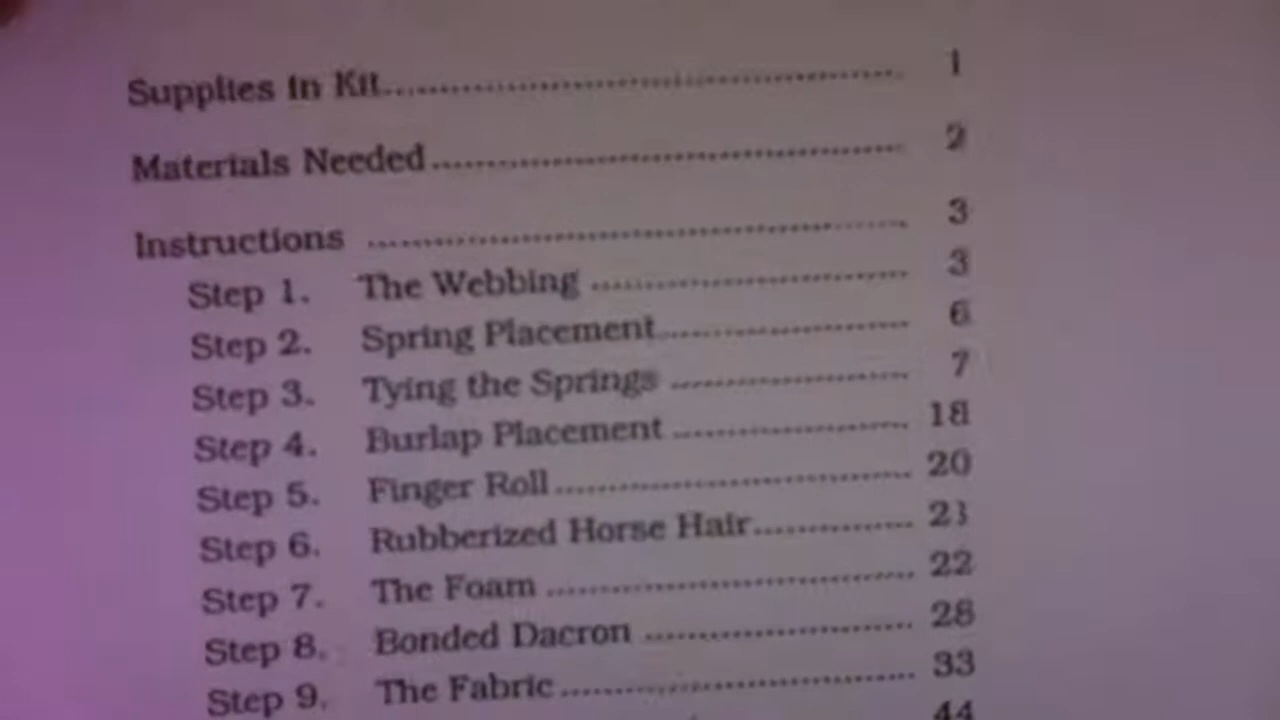 Supplies in Kit........................................................ 1
Materials Needed.................................................. 2
Instructions ........................................................ 3
Step 1. The Webbing ................................ 3
Step 2. Spring Placement......................... 6
Step 3. Tying the Springs ........................ 7
Step 4. Burlap Placement ........................ 18
Step 5. Finger Roll.................................... 20
Step 6. Rubberized Horse Hair................ 21
Step 7. The Foam ..................................... 22
Step 8. Bonded Dacron ........................... 28
Step 9. The Fabric.................................... 33
44